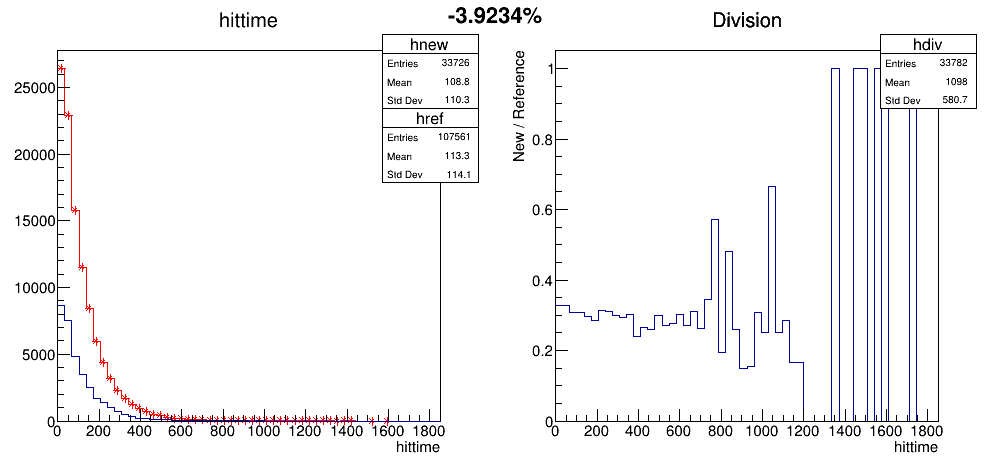 -3.9234%
hittime
hnew
Entries 33726
Mean 108.8
Std Dev 110.3
href
Entries 107561
Mean 113.3
Std Dev 114.1
25000
20000
15000
10000
5000
0
0 200 400 600 800 1000 1200 1400 1600 1800
hittime
Division
hdiv
Entries 33782
Mean 1098
Std Dev 580.7
New / Reference
1
0.8
0.6
0.4
0.2
0
0 200 400 600 800 1000 1200 1400 1600 1800
hittime